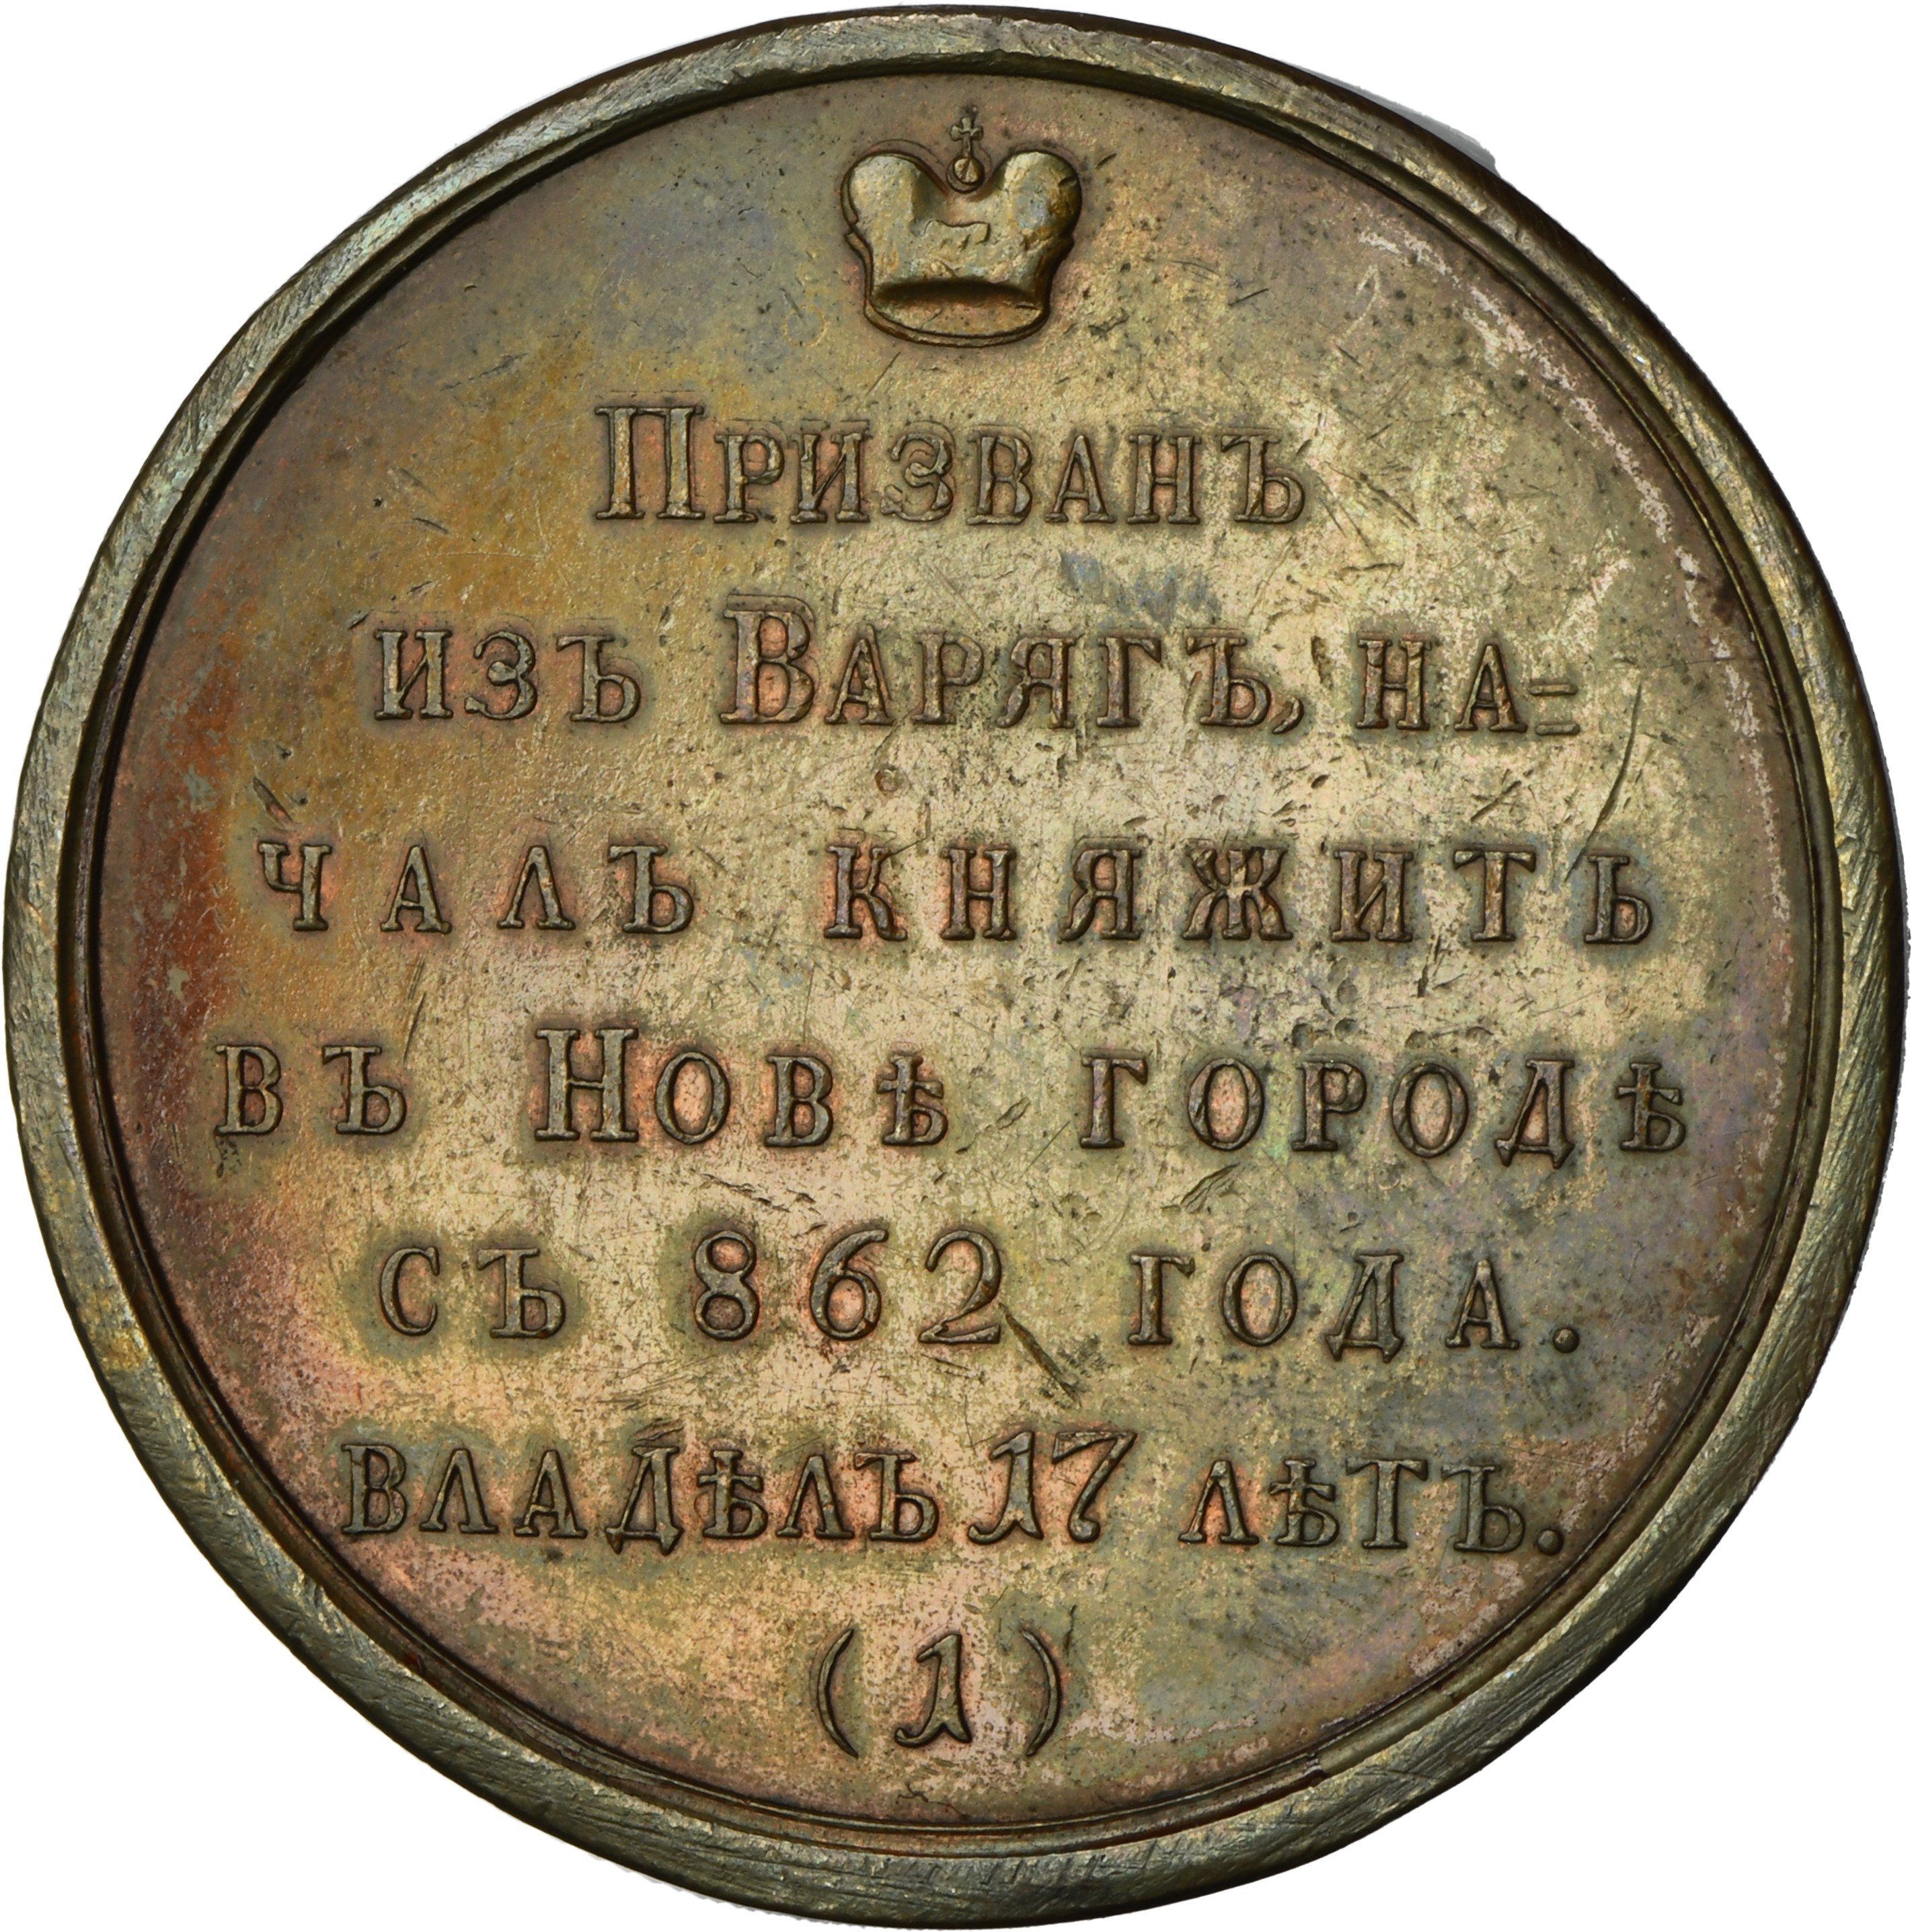 Призванъ
изъ Варягъ, на=
чалъ княжить
въ Новѣ городѣ
съ 862 года.
владѣлъ 17 лѣтъ.
(1)